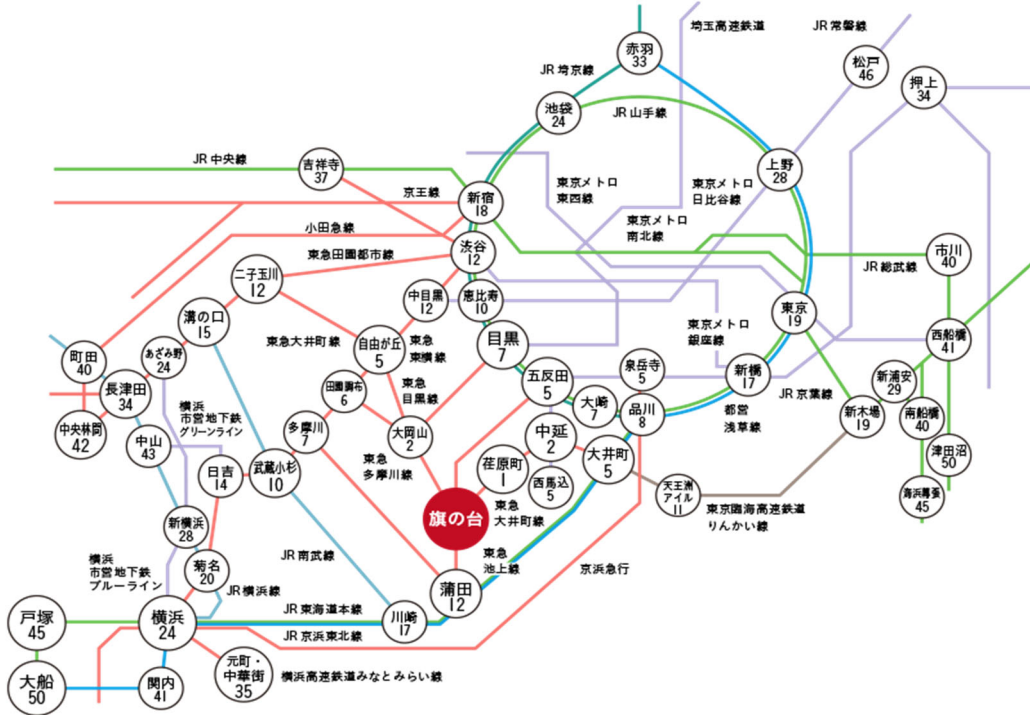 埼玉高速鉄道
JR 常磐線
赤羽
33
松戸
46
JR 埼京線
押上
34
池袋
24
JR 山手線
JR 中央線
吉祥寺
37
上野
28
東京メトロ
東西線
東京メトロ
日比谷線
京王線
新宿
18
小田急線
東京メトロ
南北線
渋谷
12
東急田園都市線
市川
40
JR 総武線
二子玉川
12
中目黒
12
恵比寿
10
東京
19
溝の口
15
東急大井町線
自由が丘
5
東急
東横線
目黒
7
東京メトロ
銀座線
西船橋
41
町田
40
あざみ野
24
泉岳寺
5
新橋
17
新浦安
29
長津田
34
田園調布
6
東急
目黒線
五反田
5
大崎
7
品川
8
JR 京葉線
都営
浅草線
新木場
19
南船橋
40
横浜
市営地下鉄
グリーンライン
中央林間
42
中山
43
多摩川
7
大岡山
2
中延
2
大井町
5
津田沼
50
日吉
14
武蔵小杉
10
東急
多摩川線
荏原町
1
西馬込
5
天王洲
アイル
11
海浜幕張
45
旗の台
東急
大井町線
東京臨海高速鉄道
りんかい線
新横浜
28
横浜
市営地下鉄
ブルーライン
菊名
20
JR 南武線
東急
池上線
京浜急行
JR 横浜線
蒲田
12
戸塚
45
横浜
24
JR 東海道本線
JR 京浜東北線
川崎
17
大船
50
関内
41
元町・
中華街
35
横浜高速鉄道みなとみらい線